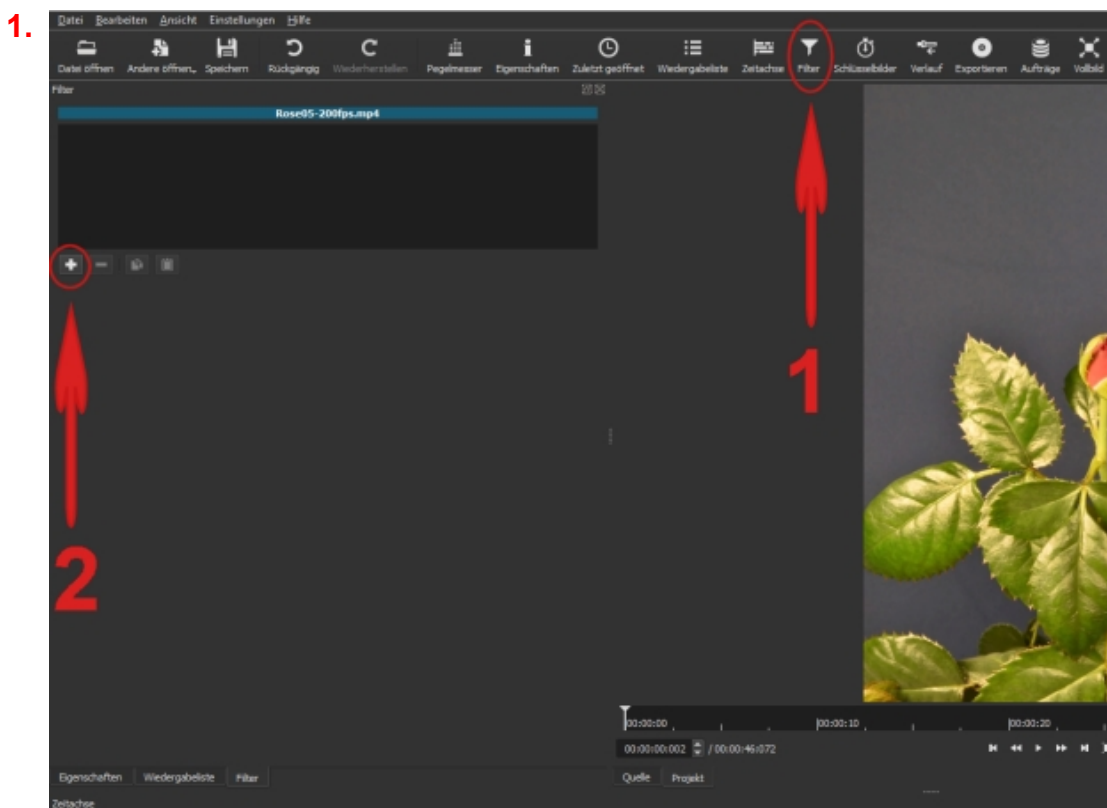 1.
Datei Bearbeiten Ansicht Einstellungen Hilfe
Datei öffnen Andere öffnen.. Speichern Rückgängig Wiederherstellen Pegelmesser Eigenschaften Zuletzt geöffnet Wiedergabeliste Zeitachse Filter Schlüsselbilder Verlauf Exportieren Aufträge Vollbild
Filter
Rose05-200fps.mp4
1
2
00:00:00 00:00:10 00:00:20
00:00:00:002 / 00:00:46:072
Eigenschaften Wiedergabeliste Filter
Quelle Projekt
Zeitachse